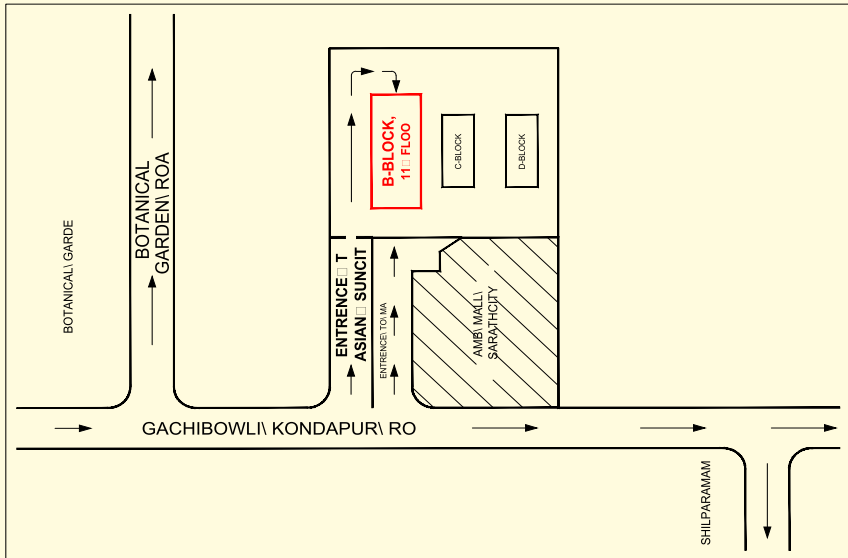 BOTANICAL\ GARDE
BOTANICAL
GARDEN\ ROA
B-BLOCK,
11□ FLOO
C-BLOCK
D-BLOCK
ENTRENCE□ T
ASIAN□ SUNCIT
ENTRENCE\ TO\ MA
AMB\ MALL\
SARATHCITY
GACHIBOWLI\ KONDAPUR\ RO
SHILPARAMAM